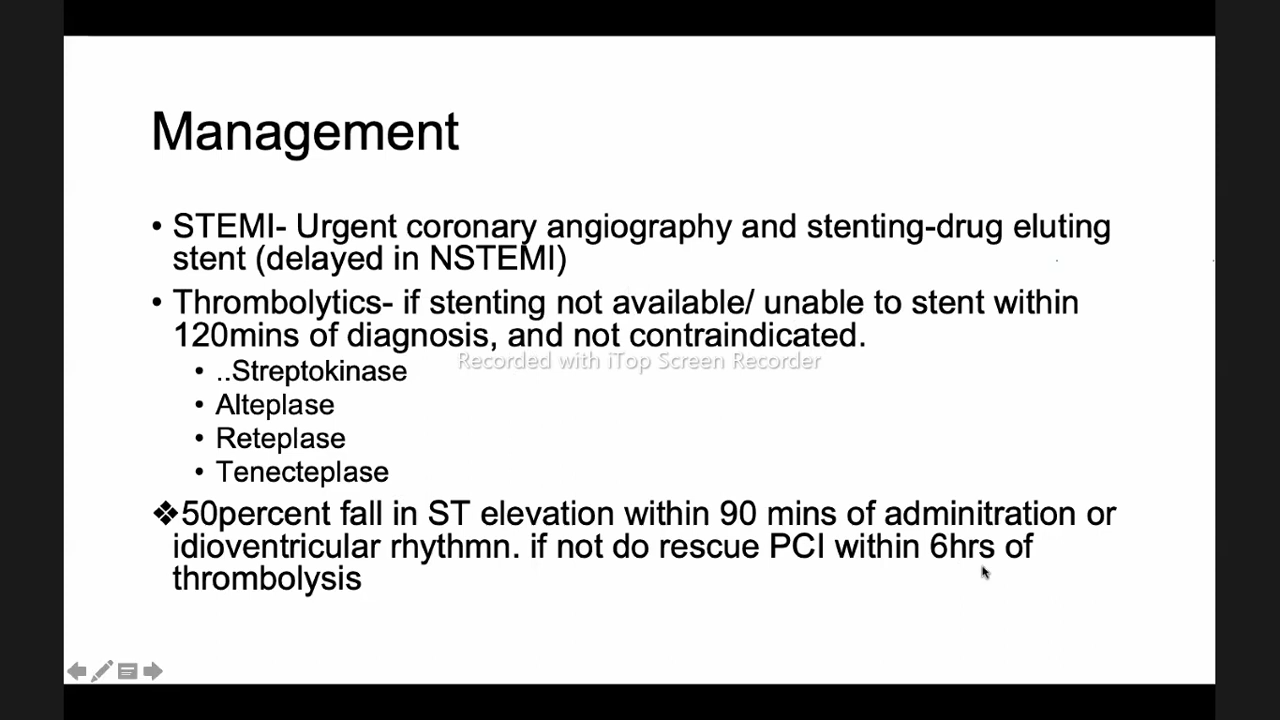 Management
• STEMI- Urgent coronary angiography and stenting-drug eluting
stent (delayed in NSTEMI)
• Thrombolytics- if stenting not available/ unable to stent within
120mins of diagnosis, and not contraindicated.
Recorded with iTop Screen Recorder
• ..Streptokinase
• Alteplase
• Reteplase
• Tenecteplase
❖50percent fall in ST elevation within 90 mins of adminitration or
idioventricular rhythmn. if not do rescue PCI within 6hrs of
thrombolysis